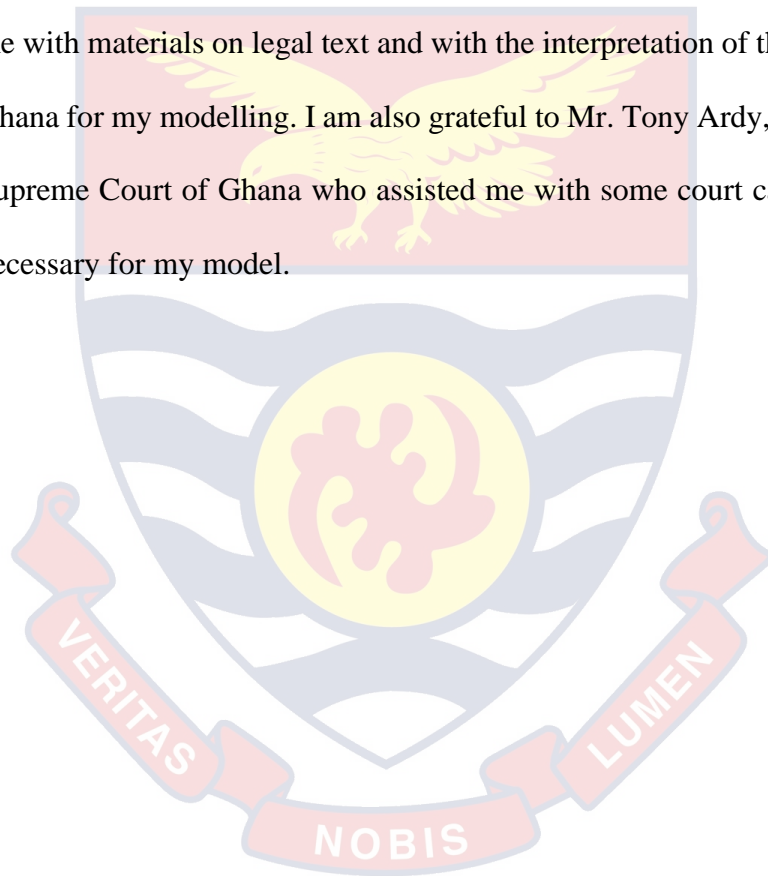 e with materials on legal text and with the interpretation of th
hana for my modelling. I am also grateful to Mr. Tony Ardy,
upreme Court of Ghana who assisted me with some court ca
ecessary for my model.
VERITAS
NOBIS
LUMEN